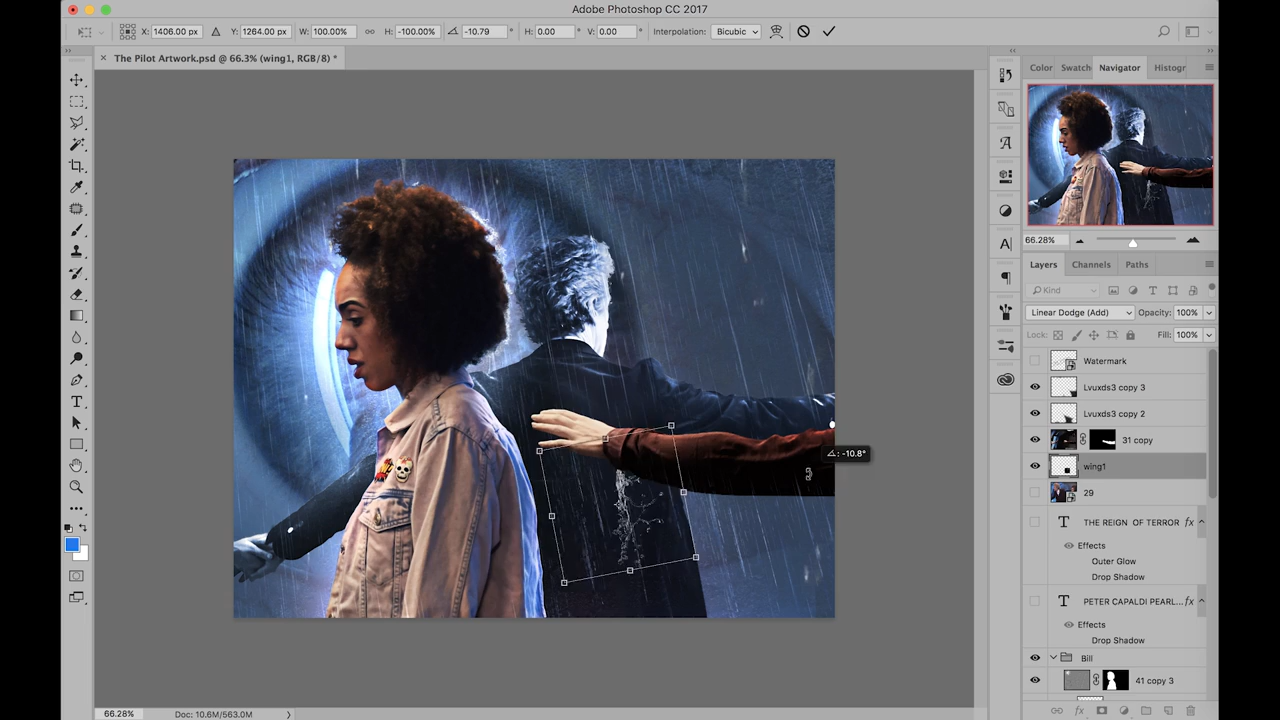 Adobe Photoshop CC 2017
X: 1406.00 px Y: 1264.00 px W: 100.00% H: -100.00% -10.79 ° H: 0.00 ° V: 0.00 ° Interpolation: Bicubic
× The Pilot Artwork.psd @ 66.3% (wing1, RGB/8) *
Color Swatch Navigator Histogr
66.28%
Layers Channels Paths
Kind
Linear Dodge (Add) Opacity: 100%
Lock: Fill: 100%
Watermark
Lvuxds3 copy 3
Lvuxds3 copy 2
31 copy
∠: -10.8°
wing1
29
THE REIGN OF TERROR fx
Effects
Outer Glow
Drop Shadow
PETER CAPALDI PEARL... fx
Effects
Drop Shadow
Bill
41 copy 3
66.28% Doc: 10.6M/563.0M